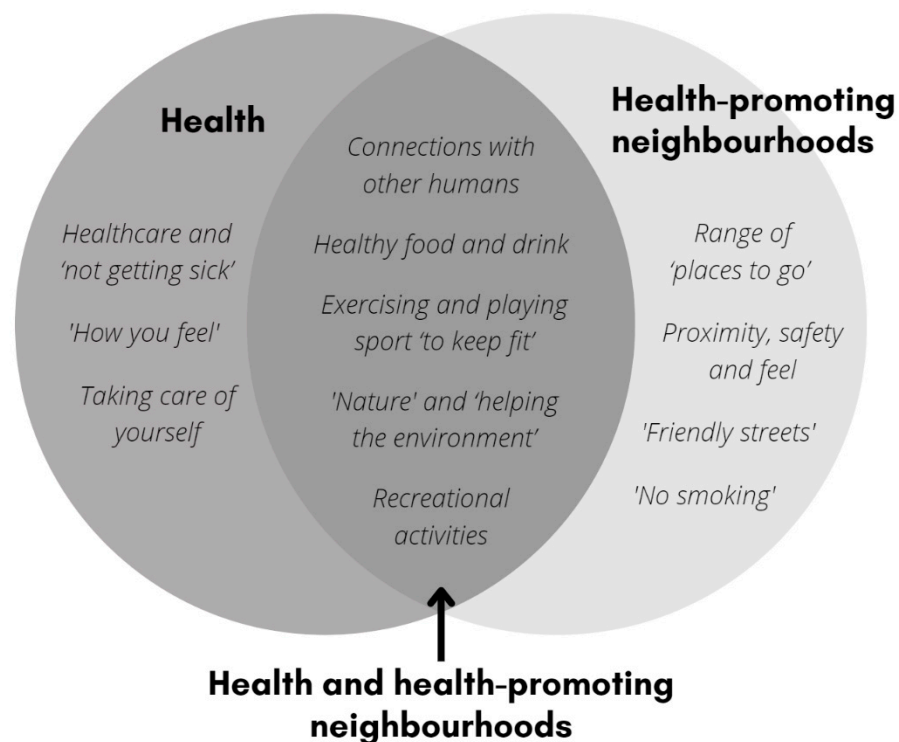 Health
Healthcare and
‘not getting sick’
'How you feel'
Taking care of
yourself
Connections with
other humans
Healthy food and drink
Exercising and playing
sport ‘to keep fit’
'Nature' and ‘helping
the environment’
Recreational
activities
Health-promoting
neighbourhoods
Range of
‘places to go’
Proximity, safety
and feel
'Friendly streets'
'No smoking'
Health and health-promoting
neighbourhoods